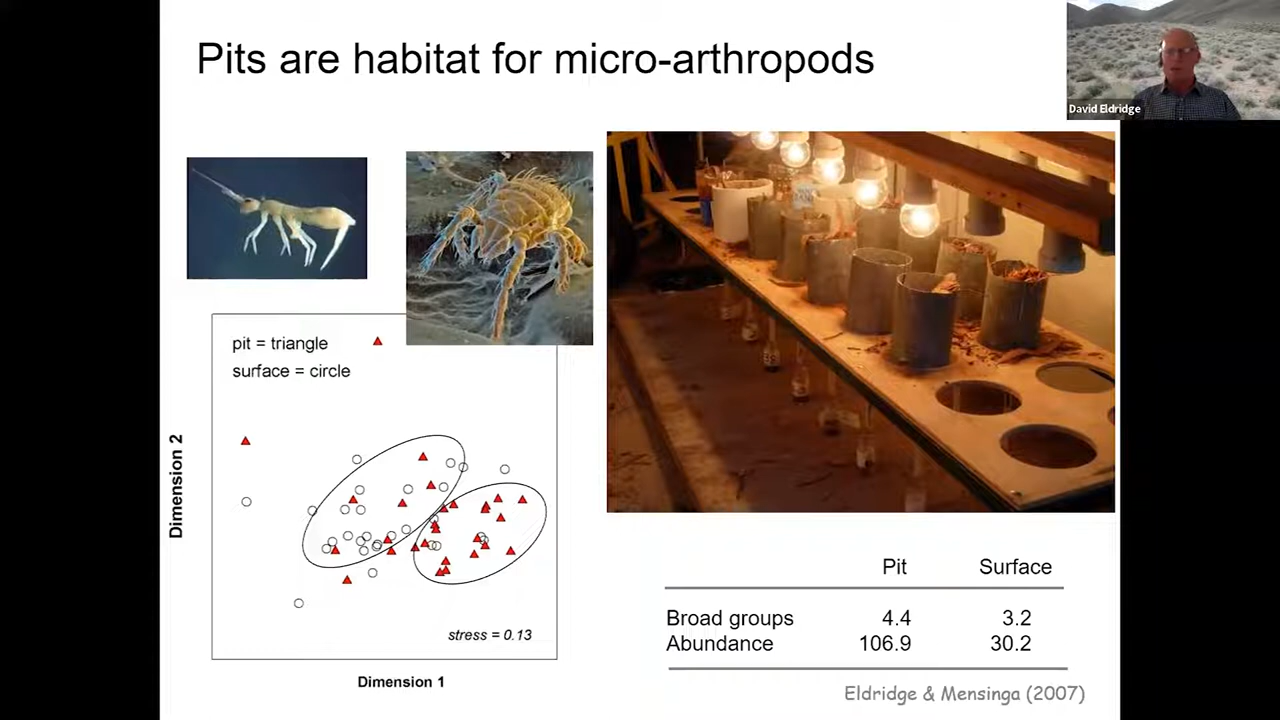 Pits are habitat for micro-arthropods
David Eldridge
pit = triangle
surface = circle
Dimension 2
stress = 0.13
Dimension 1
Pit Surface
Broad groups 4.4 3.2
Abundance 106.9 30.2
Eldridge & Mensinga (2007)